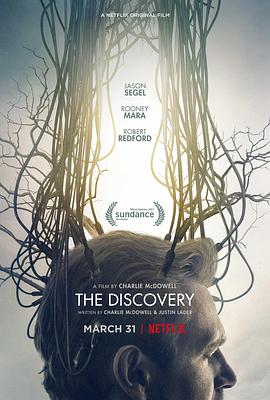 A NETFLIX ORIGINAL FILM
JASON
SEGEL
ROONEY
MARA
ROBERT
REDFORD
sundance
A FILM BY CHARLIE McDOWELL
THE DISCOVERY
WRITTEN BY CHARLIE McDOWELL & JUSTIN LADER
MARCH 31 | NETFLIX